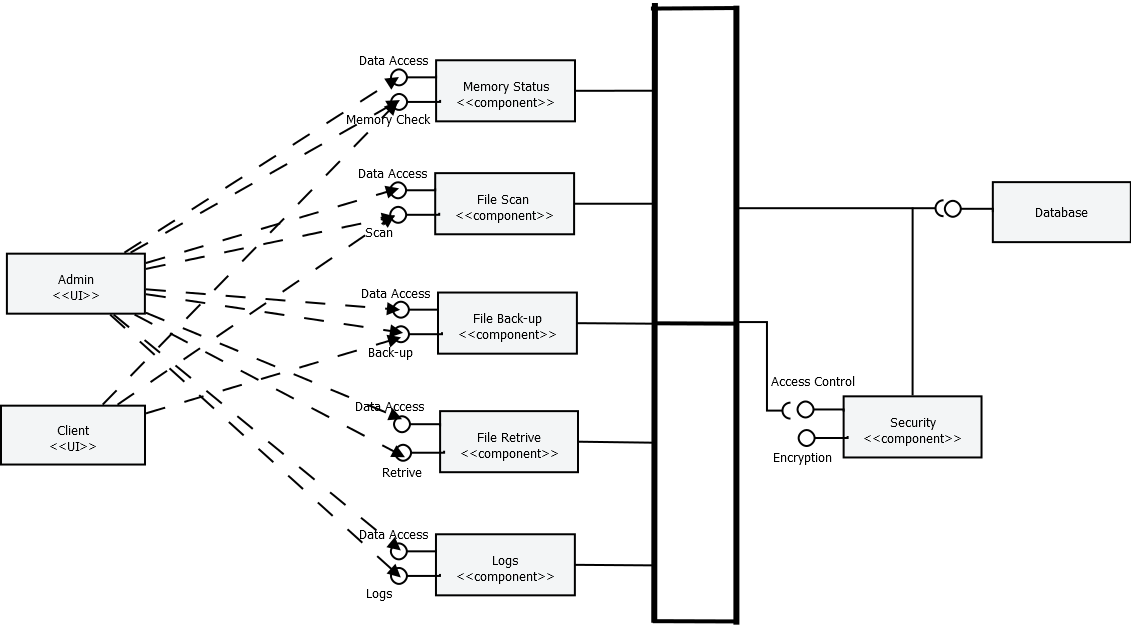 Data Access
Memory Status
<<component>>
Memory Check
Data Access
File Scan
<<component>>
Scan
Database
Admin
<<UI>>
Data Access
File Back-up
<<component>>
Back-up
Access Control
Data Access
Client
<<UI>>
File Retrive
<<component>>
Retrive
Security
<<component>>
Encryption
Data Access
Logs
<<component>>
Logs